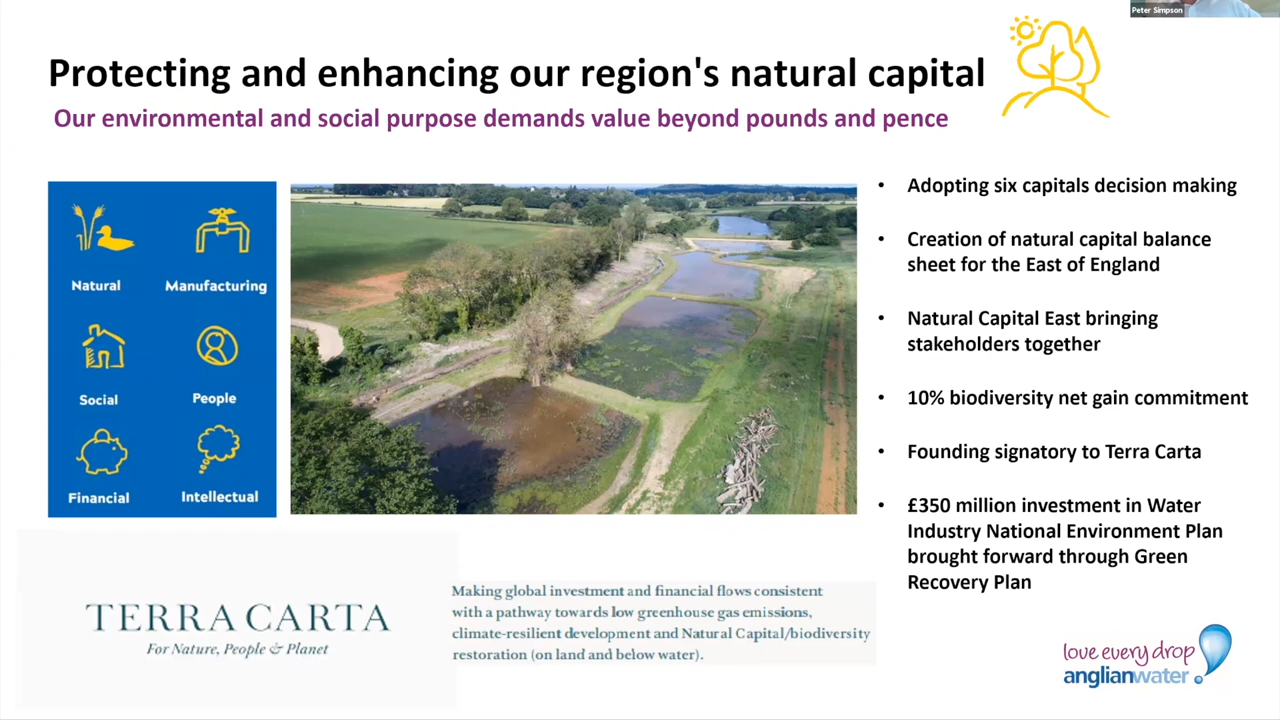 Peter Simpson
Protecting and enhancing our region's natural capital
Our environmental and social purpose demands value beyond pounds and pence
Natural
Manufacturing
Social
People
Financial
Intellectual
• Adopting six capitals decision making
• Creation of natural capital balance
sheet for the East of England
• Natural Capital East bringing
stakeholders together
• 10% biodiversity net gain commitment
• Founding signatory to Terra Carta
• £350 million investment in Water
Industry National Environment Plan
brought forward through Green
Recovery Plan
TERRA CARTA
For Nature, People & Planet
Making global investment and financial flows consistent
with a pathway towards low greenhouse gas emissions,
climate-resilient development and Natural Capital/biodiversity
restoration (on land and below water).
love every drop
anglianwater